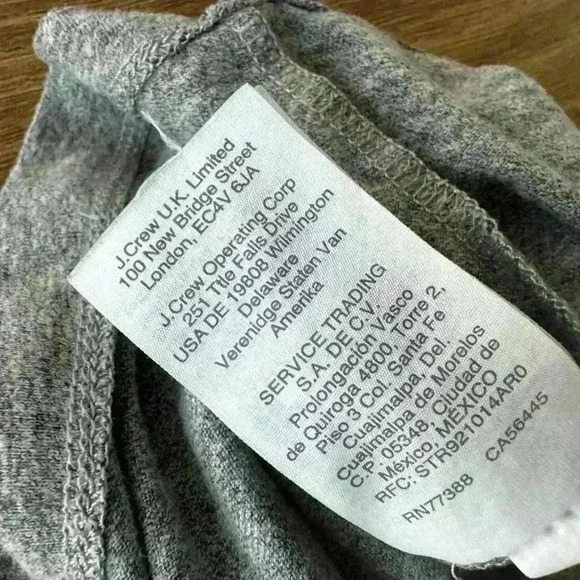 J.Crew U.K. Limited
100 New Bridge Street
London, EC4V 6JA
J.Crew Operating Corp
251 Ttle Falls Drive
USA DE 19808 Wilmington
Delaware
Verenidge Staten Van
Amerika
SERVICE TRADING
S.A. DE C.V.
Prolongación Vasco
de Quiroga 4800, Torre 2,
Piso 3 Col. Santa Fe
Cuajimalpa, Del.
Cuajimalpa de Morelos
C.P. 05348, Ciudad de
México, MÉXICO
RFC: STR921014AR0
RN77388 CA56445